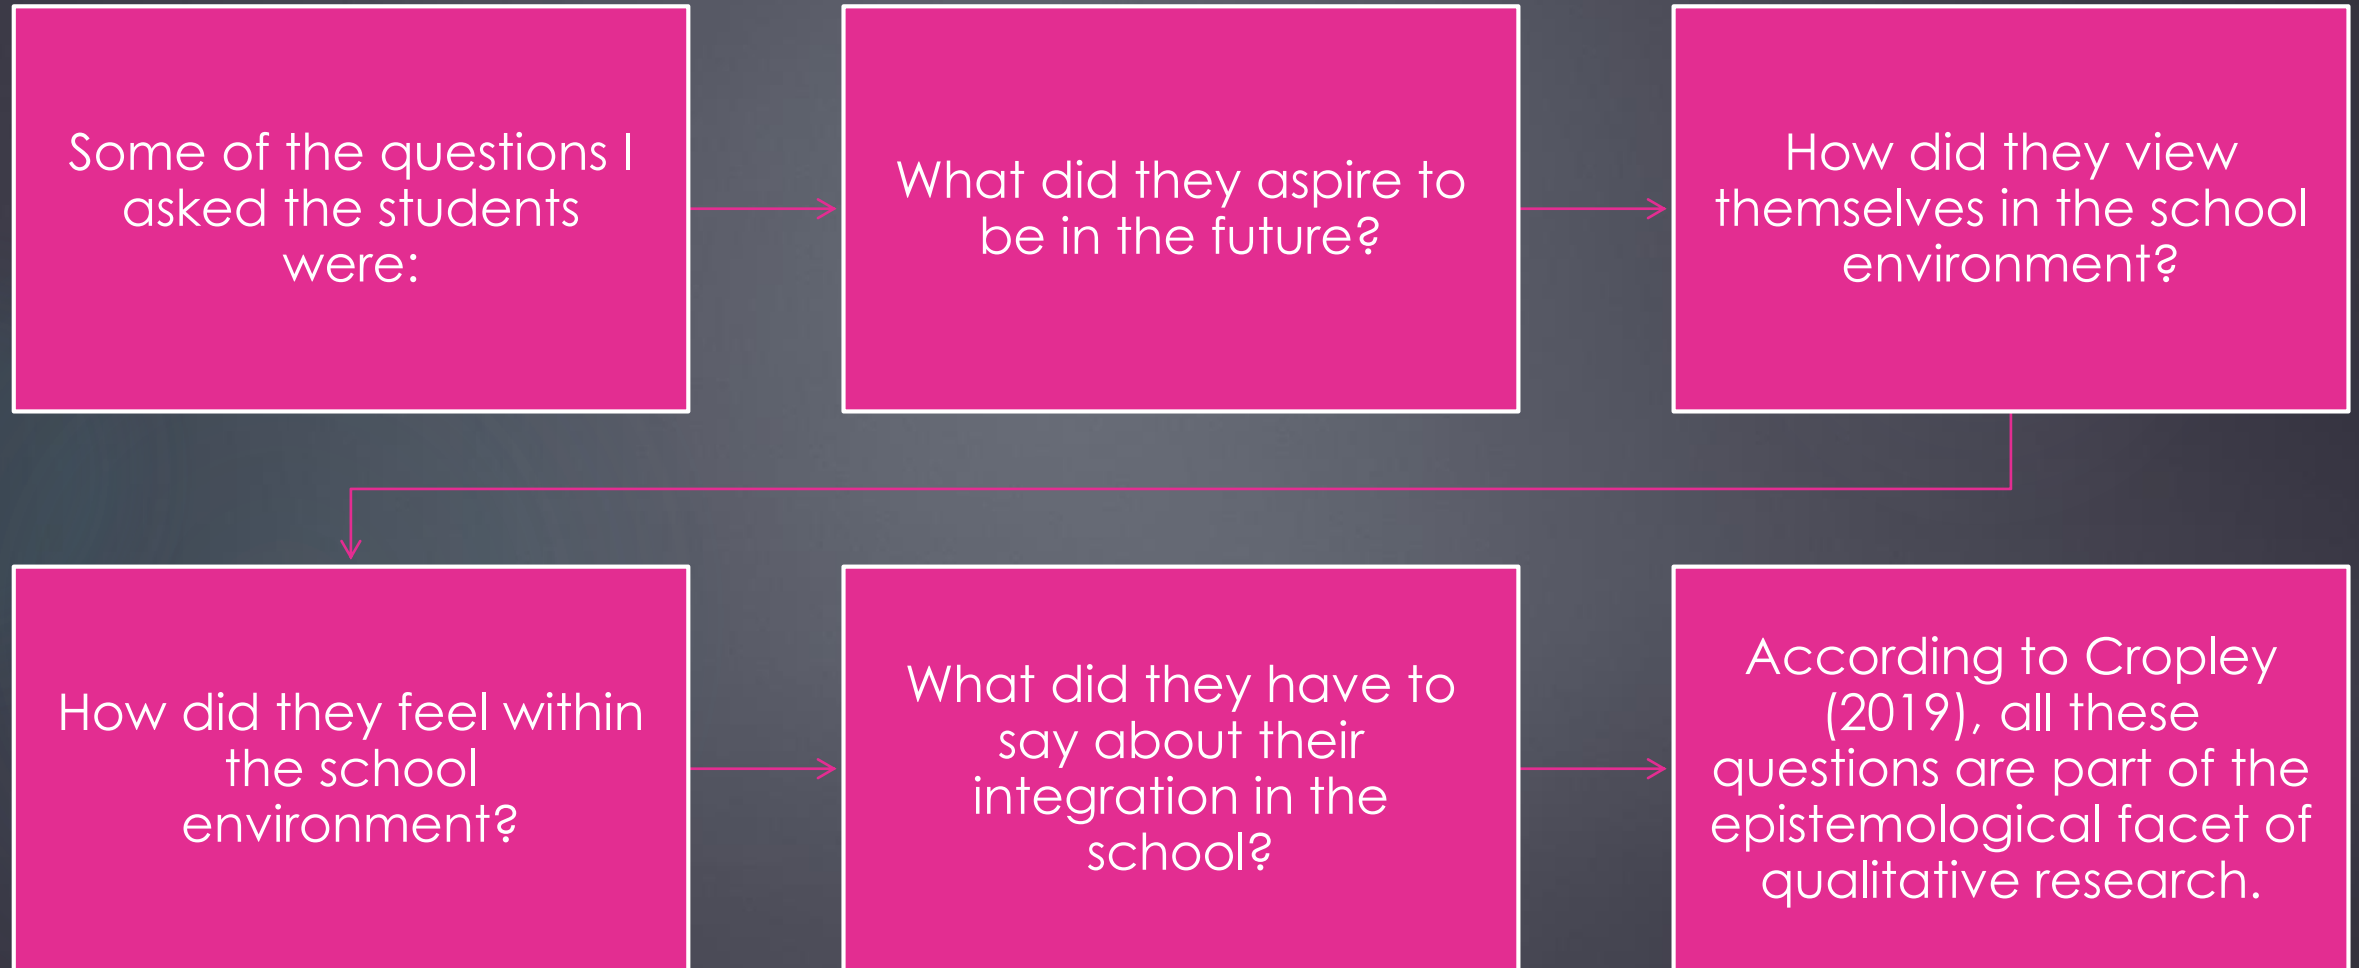 Some of the questions I
asked the students
were:
What did they aspire to
be in the future?
How did they view
themselves in the school
environment?
How did they feel within
the school
environment?
What did they have to
say about their
integration in the
school?
According to Cropley
(2019), all these
questions are part of the
epistemological facet of
qualitative research.